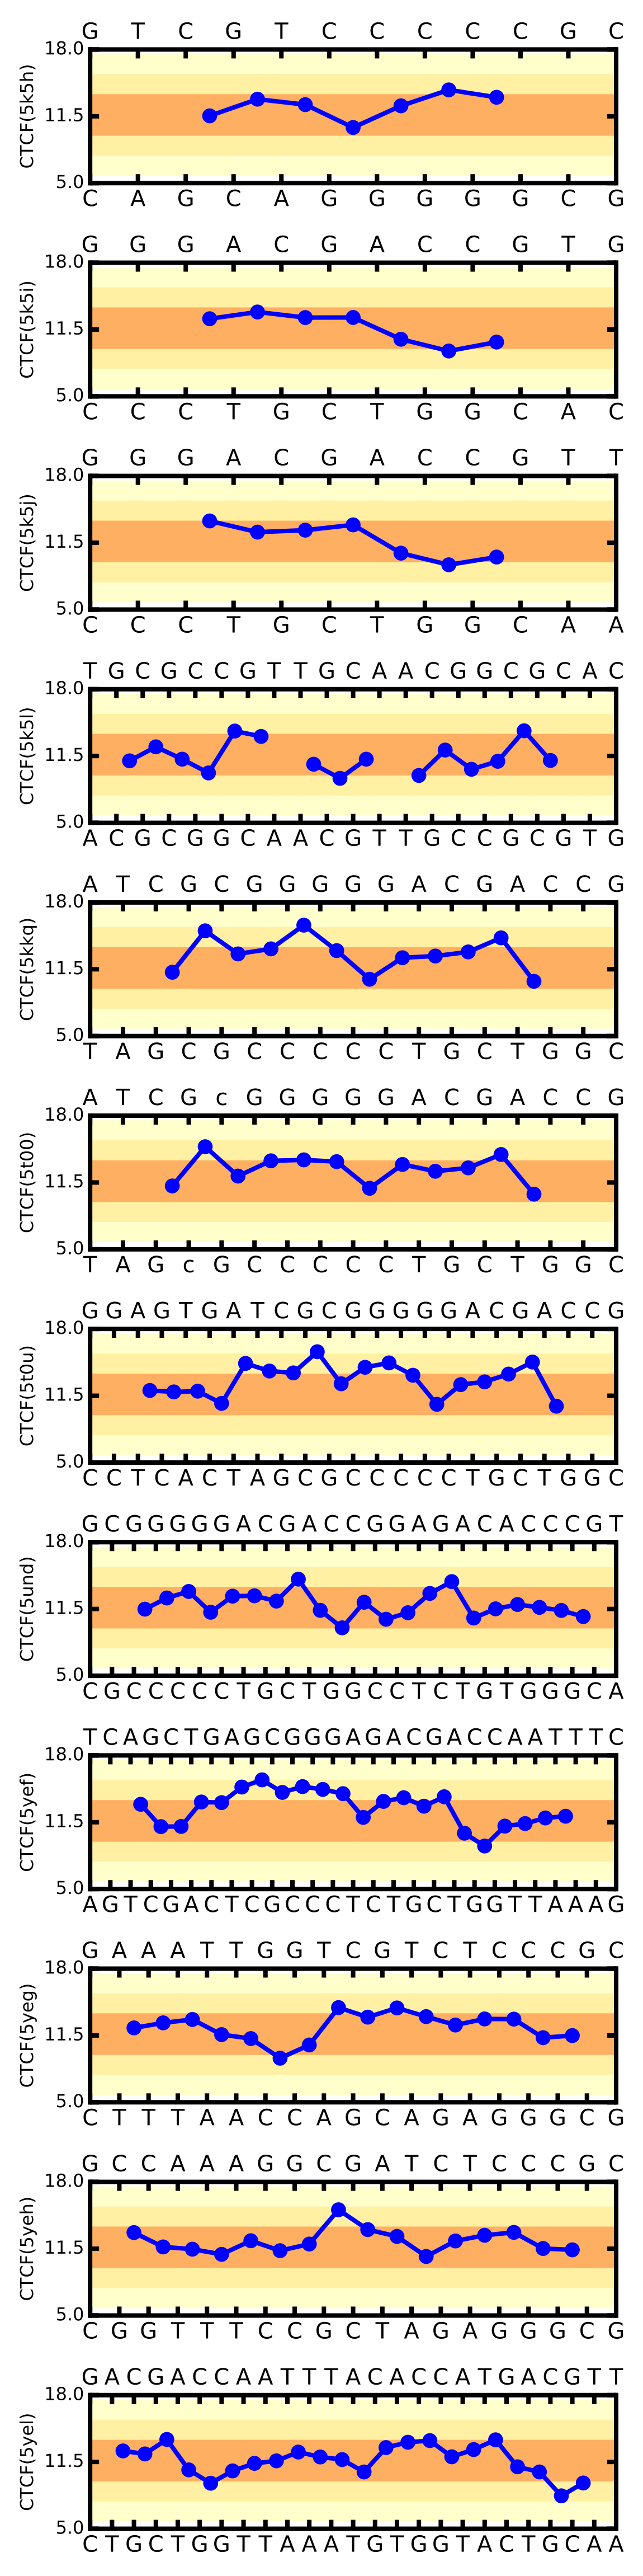 G T C G T C C C C C G C
18.0
CTCF(5k5h)
11.5
5.0
C A G C A G G G G G C G
G G G A C G A C C G T G
18.0
CTCF(5k5i)
11.5
5.0
C C C T G C T G G C A C
G G G A C G A C C G T T
18.0
CTCF(5k5j)
11.5
5.0
C C C T G C T G G C A A
T G C G C C G T T G C A A C G G C G C A C
18.0
CTCF(5k5l)
11.5
5.0
A C G C G G C A A C G T T G C C G C G T G
A T C G C G G G G G A C G A C C G
18.0
CTCF(5kkq)
11.5
5.0
T A G C G C C C C C T G C T G G C
A T C G c G G G G G A C G A C C G
18.0
CTCF(5t00)
11.5
5.0
T A G c G C C C C C T G C T G G C
G G A G T G A T C G C G G G G G A C G A C C G
18.0
CTCF(5t0u)
11.5
5.0
C C T C A C T A G C G C C C C C T G C T G G C
G C G G G G G A C G A C C G G A G A C A C C C G T
18.0
CTCF(5und)
11.5
5.0
C G C C C C C T G C T G G C C T C T G T G G G C A
T C A G C T G A G C G G G A G A C G A C C A A T T T C
18.0
CTCF(5yef)
11.5
5.0
A G T C G A C T C G C C C T C T G C T G G T T A A A G
G A A A T T G G T C G T C T C C C G C
18.0
CTCF(5yeg)
11.5
5.0
C T T T A A C C A G C A G A G G G C G
G C C A A A G G C G A T C T C C C G C
18.0
CTCF(5yeh)
11.5
5.0
C G G T T T C C G C T A G A G G G C G
G A C G A C C A A T T T A C A C C A T G A C G T T
18.0
CTCF(5yel)
11.5
5.0
C T G C T G G T T A A A T G T G G T A C T G C A A